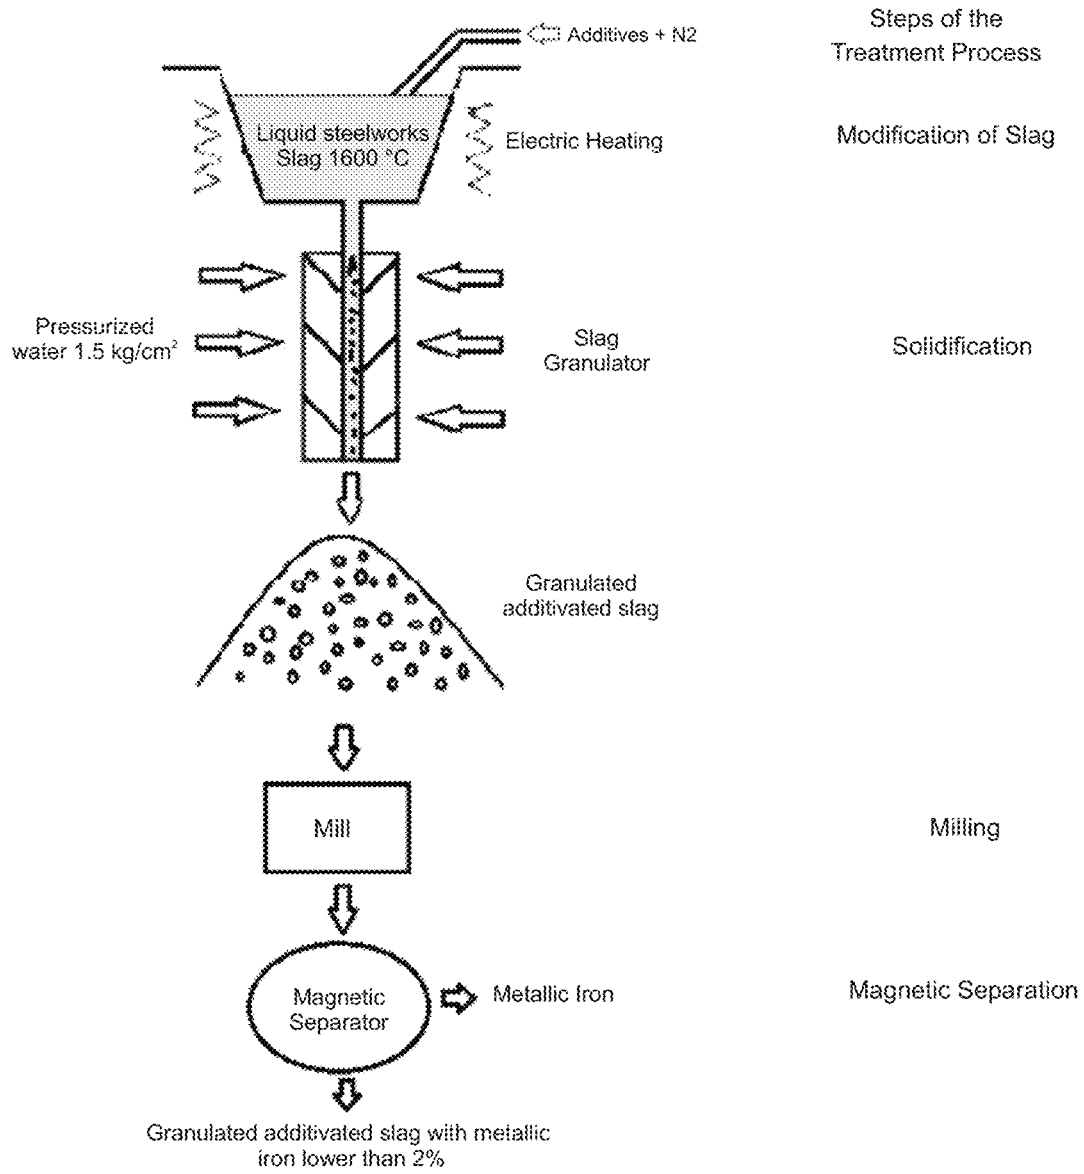 Steps of the
Treatment Process
Additives + N2
Liquid steelworks
Slag 1600 °C
Electric Heating
Modification of Slag
Pressurized
water 1.5 kg/cm²
Slag
Granulator
Solidification
Granulated
additivated slag
Mill
Milling
Magnetic
Separator
Metallic Iron
Magnetic Separation
Granulated additivated slag with metallic
iron lower than 2%